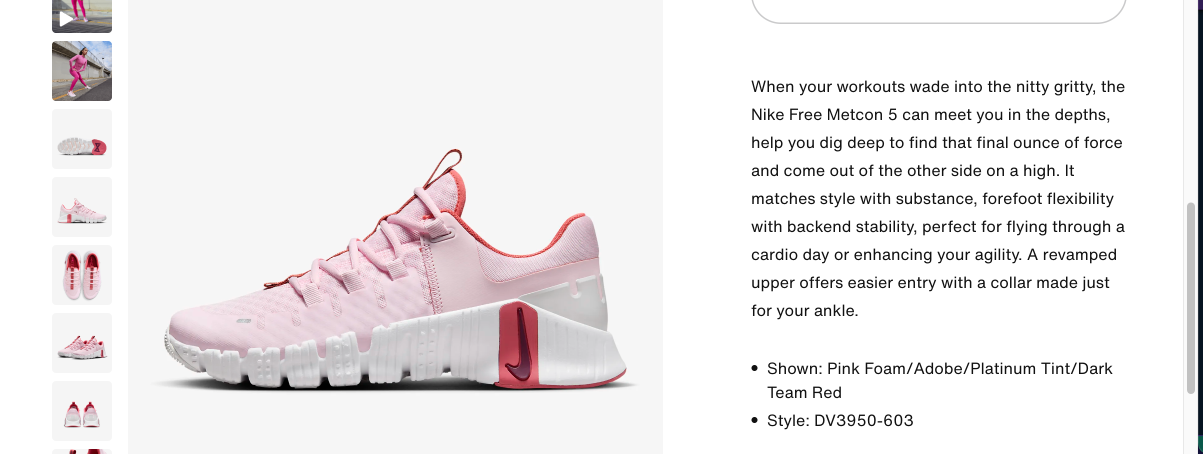 When your workouts wade into the nitty gritty, the
Nike Free Metcon 5 can meet you in the depths,
help you dig deep to find that final ounce of force
and come out of the other side on a high. It
matches style with substance, forefoot flexibility
with backend stability, perfect for flying through a
cardio day or enhancing your agility. A revamped
upper offers easier entry with a collar made just
for your ankle.
• Shown: Pink Foam/Adobe/Platinum Tint/Dark
Team Red
• Style: DV3950-603